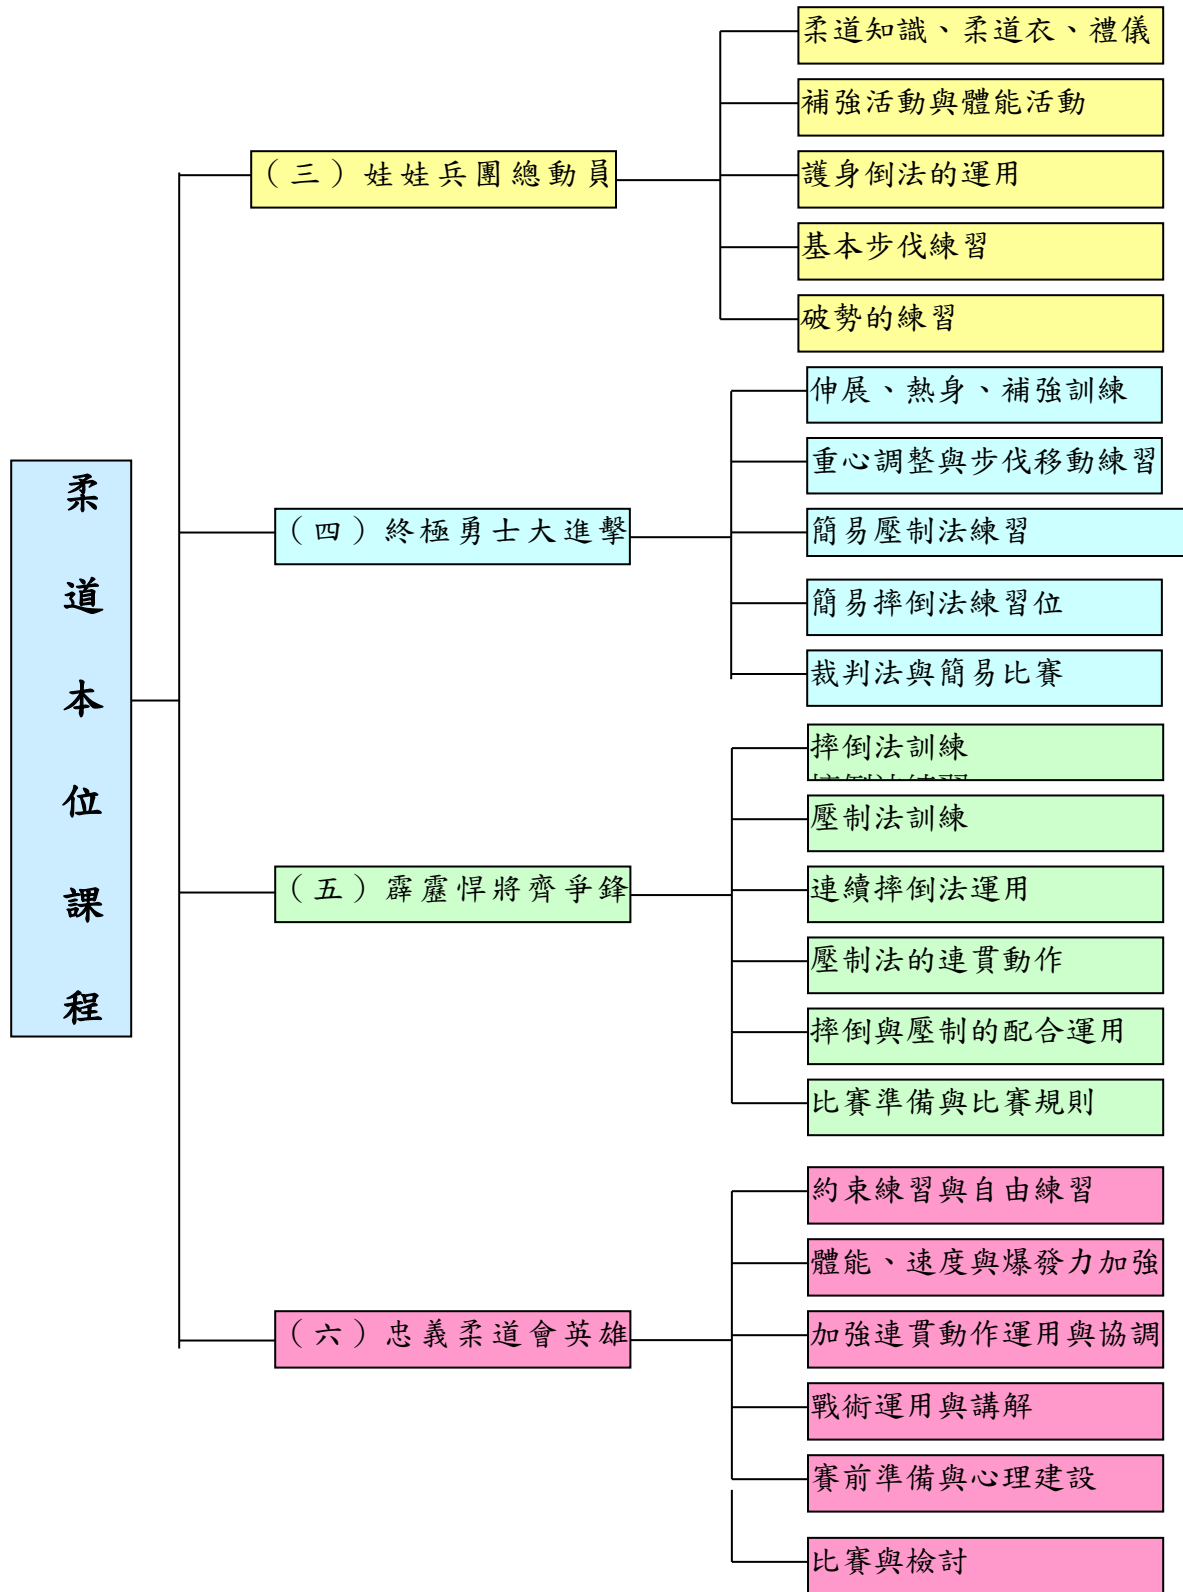 柔道本位課程
（三）娃娃兵團總動員
柔道知識、柔道衣、禮儀
補強活動與體能活動
護身倒法的運用
基本步伐練習
破勢的練習
（四）終極勇士大進擊
伸展、熱身、補強訓練
重心調整與步伐移動練習
簡易壓制法練習
簡易摔倒法練習位
裁判法與簡易比賽
（五）霹靂悍將齊爭鋒
摔倒法訓練
壓制法訓練
連續摔倒法運用
壓制法的連貫動作
摔倒與壓制的配合運用
比賽準備與比賽規則
（六）忠義柔道會英雄
約束練習與自由練習
體能、速度與爆發力加強
加強連貫動作運用與協調
戰術運用與講解
賽前準備與心理建設
比賽與檢討